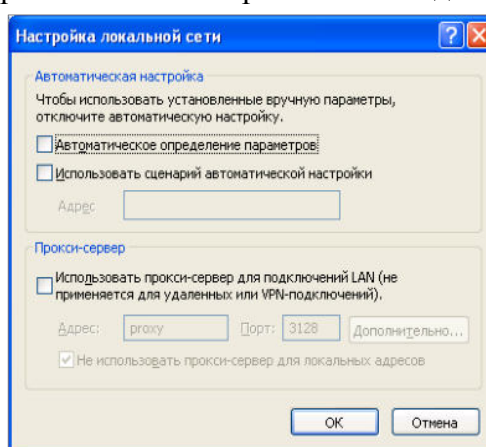 Настройка локальной сети
Автоматическая настройка
Чтобы использовать установленные вручную параметры,
отключите автоматическую настройку.
Автоматическое определение параметров
Использовать сценарий автоматической настройки
Адрес
Прокси-сервер
Использовать прокси-сервер для подключений LAN (не
применяется для удаленных или VPN-подключений).
Адрес: proxy Порт: 3128 Дополнительно...
Не использовать прокси-сервер для локальных адресов
ОК Отмена